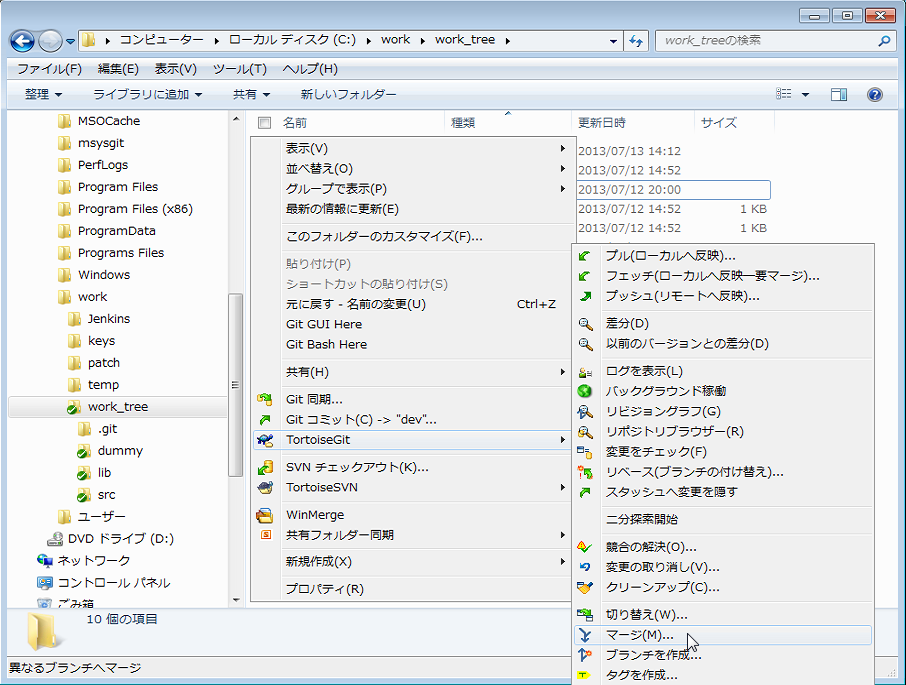 コンピューター ▸ ローカル ディスク (C:) ▸ work ▸ work_tree ▸
work_treeの検索
ファイル(F) 編集(E) 表示(V) ツール(T) ヘルプ(H)
整理 ライブラリに追加 共有 新しいフォルダー
MSOCache
msysgit
PerfLogs
Program Files
Program Files (x86)
ProgramData
Programs Files
Windows
work
Jenkins
keys
patch
temp
work_tree
.git
dummy
lib
src
ユーザー
DVD ドライブ (D:)
ネットワーク
コントロール パネル
ごみ箱
名前 種類 更新日時 サイズ
2013/07/13 14:12
2013/07/12 14:52
2013/07/12 20:00
2013/07/12 14:52 1 KB
2013/07/12 14:52 1 KB
表示(V)
並べ替え(O)
グループで表示(P)
最新の情報に更新(E)
このフォルダーのカスタマイズ(F)...
貼り付け(P)
ショートカットの貼り付け(S)
元に戻す - 名前の変更(U) Ctrl+Z
Git GUI Here
Git Bash Here
共有(H)
Git 同期...
Git コミット(C) -> "dev"...
TortoiseGit
SVN チェックアウト(K)...
TortoiseSVN
WinMerge
共有フォルダー同期
新規作成(X)
プロパティ(R)
プル(ローカルへ反映)...
フェッチ(ローカルへ反映―要マージ)...
プッシュ(リモートへ反映)...
差分(D)
以前のバージョンとの差分(D)
ログを表示(L)
バックグラウンド稼働
リビジョングラフ(G)
リポジトリブラウザー(R)
変更をチェック(F)
リベース(ブランチの付け替え)...
スタッシュへ変更を隠す
二分探索開始
競合の解決(O)...
変更の取り消し(V)...
クリーンアップ(C)...
切り替え(W)...
マージ(M)...
ブランチを作成...
タグを作成...
10 個の項目
異なるブランチへマージ